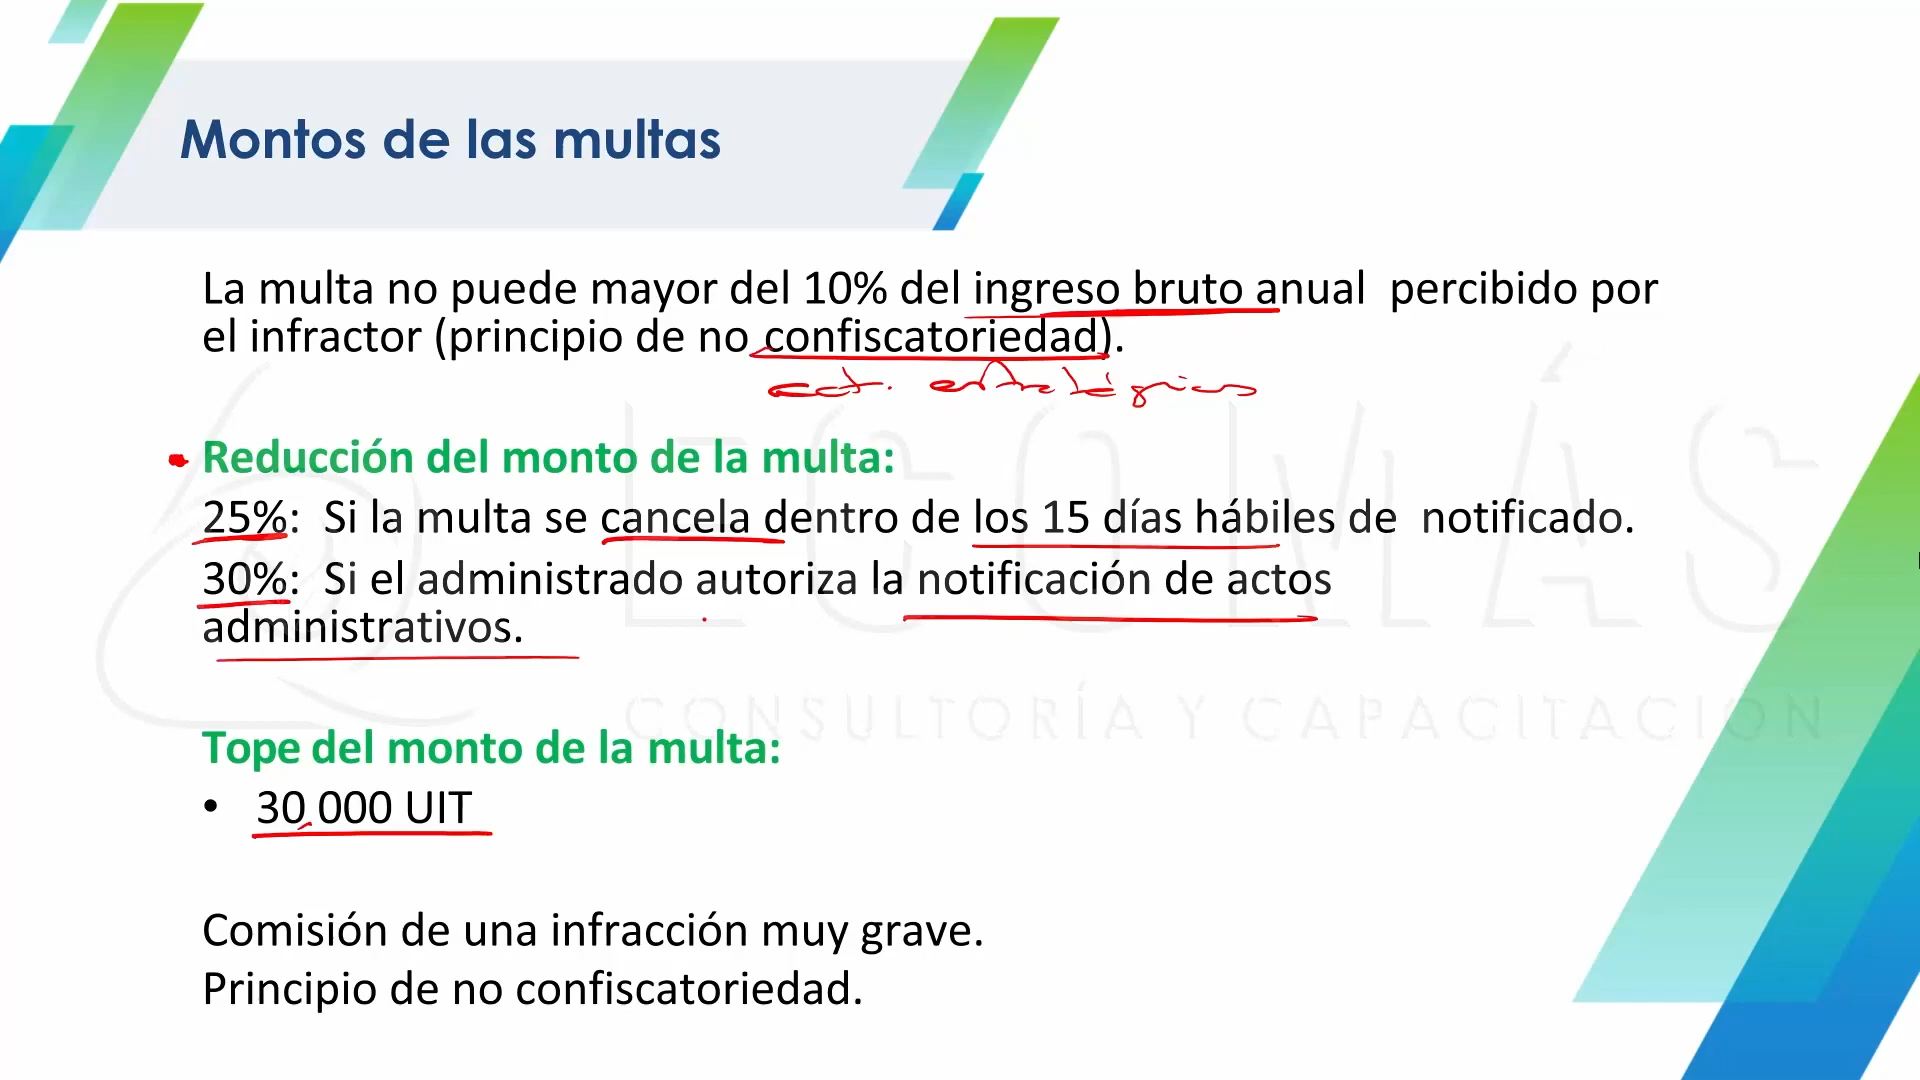 Montos de las multas
La multa no puede mayor del 10% del ingreso bruto anual percibido por
el infractor (principio de no confiscatoriedad).
Reducción del monto de la multa:
25%: Si la multa se cancela dentro de los 15 días hábiles de notificado.
30%: Si el administrado autoriza la notificación de actos
administrativos.
ECOMÁS
CONSULTORÍA Y CAPACITACIÓN
Tope del monto de la multa:
• 30 000 UIT
Comisión de una infracción muy grave.
Principio de no confiscatoriedad.